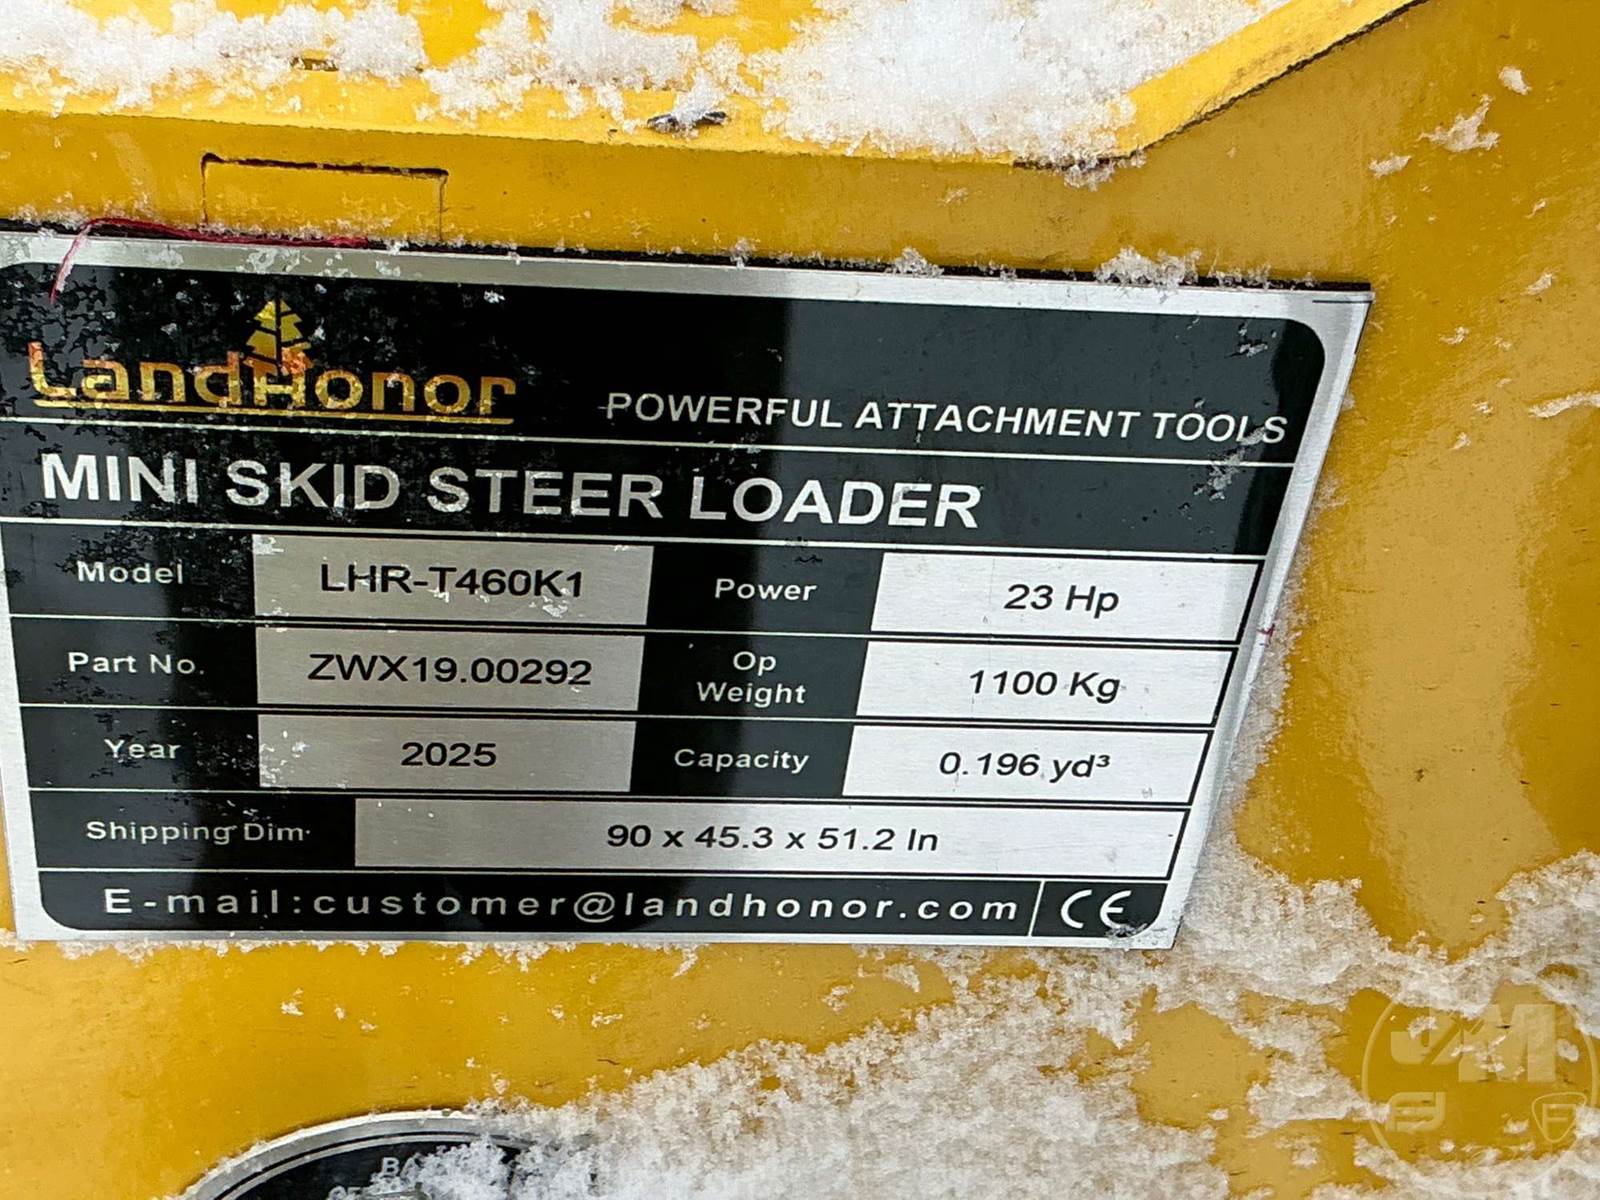 LandHonor
POWERFUL ATTACHMENT TOOLS
MINI SKID STEER LOADER
Model LHR-T460K1 Power 23 Hp
Part No. ZWX19.00292 Op Weight 1100 Kg
Year 2025 Capacity 0.196 yd³
Shipping Dim. 90 x 45.3 x 51.2 In
E-mail:customer@landhonor.com CE
JM